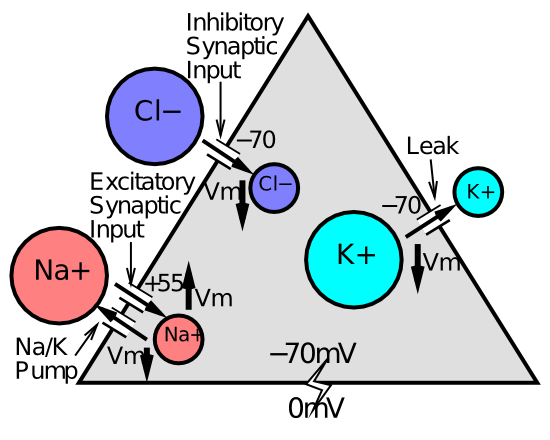 Inhibitory
Synaptic
Input
Cl−
−70
Leak
Excitatory
Synaptic
Input
Vm
Cl−
−70
K+
K+
Vm
Na+
+55
Vm
Na+
Na/K
Pump
Vm
−70mV
0mV